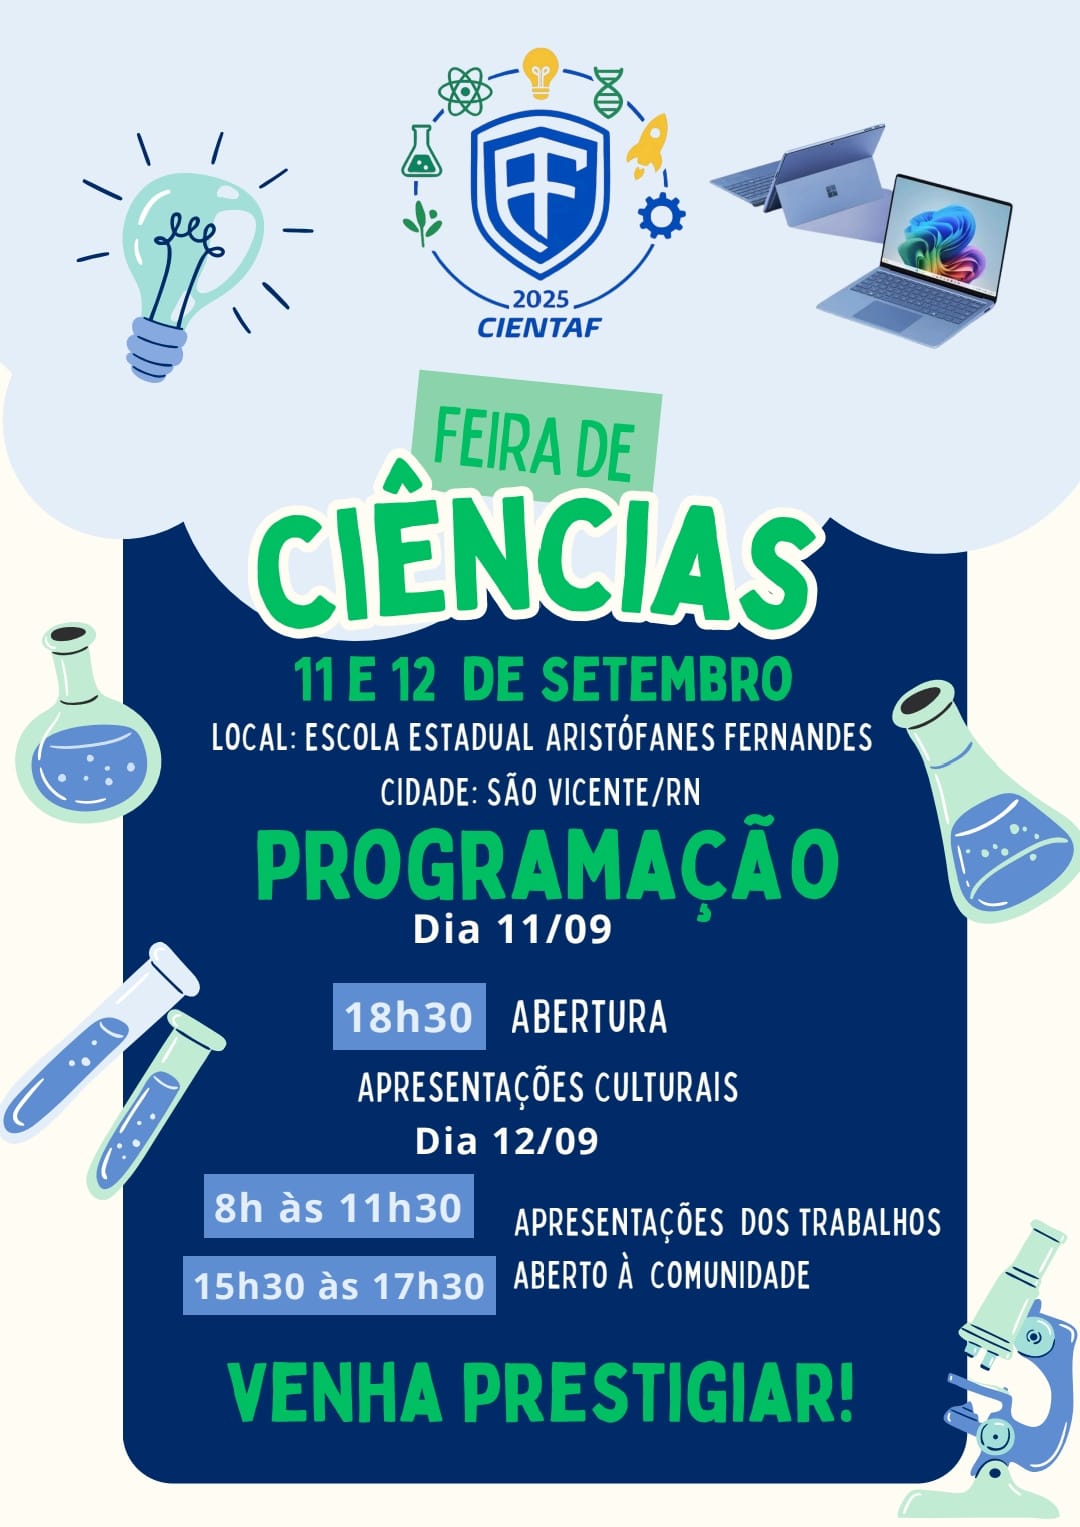 2025
CIENTAF
FEIRA DE
CIÊNCIAS
11 E 12 DE SETEMBRO
LOCAL: ESCOLA ESTADUAL ARISTÓFANES FERNANDES
CIDADE: SÃO VICENTE/RN
PROGRAMAÇÃO
Dia 11/09
18h30 ABERTURA
APRESENTAÇÕES CULTURAIS
Dia 12/09
8h às 11h30
APRESENTAÇÕES DOS TRABALHOS
15h30 às 17h30
ABERTO À COMUNIDADE
VENHA PRESTIGIAR!